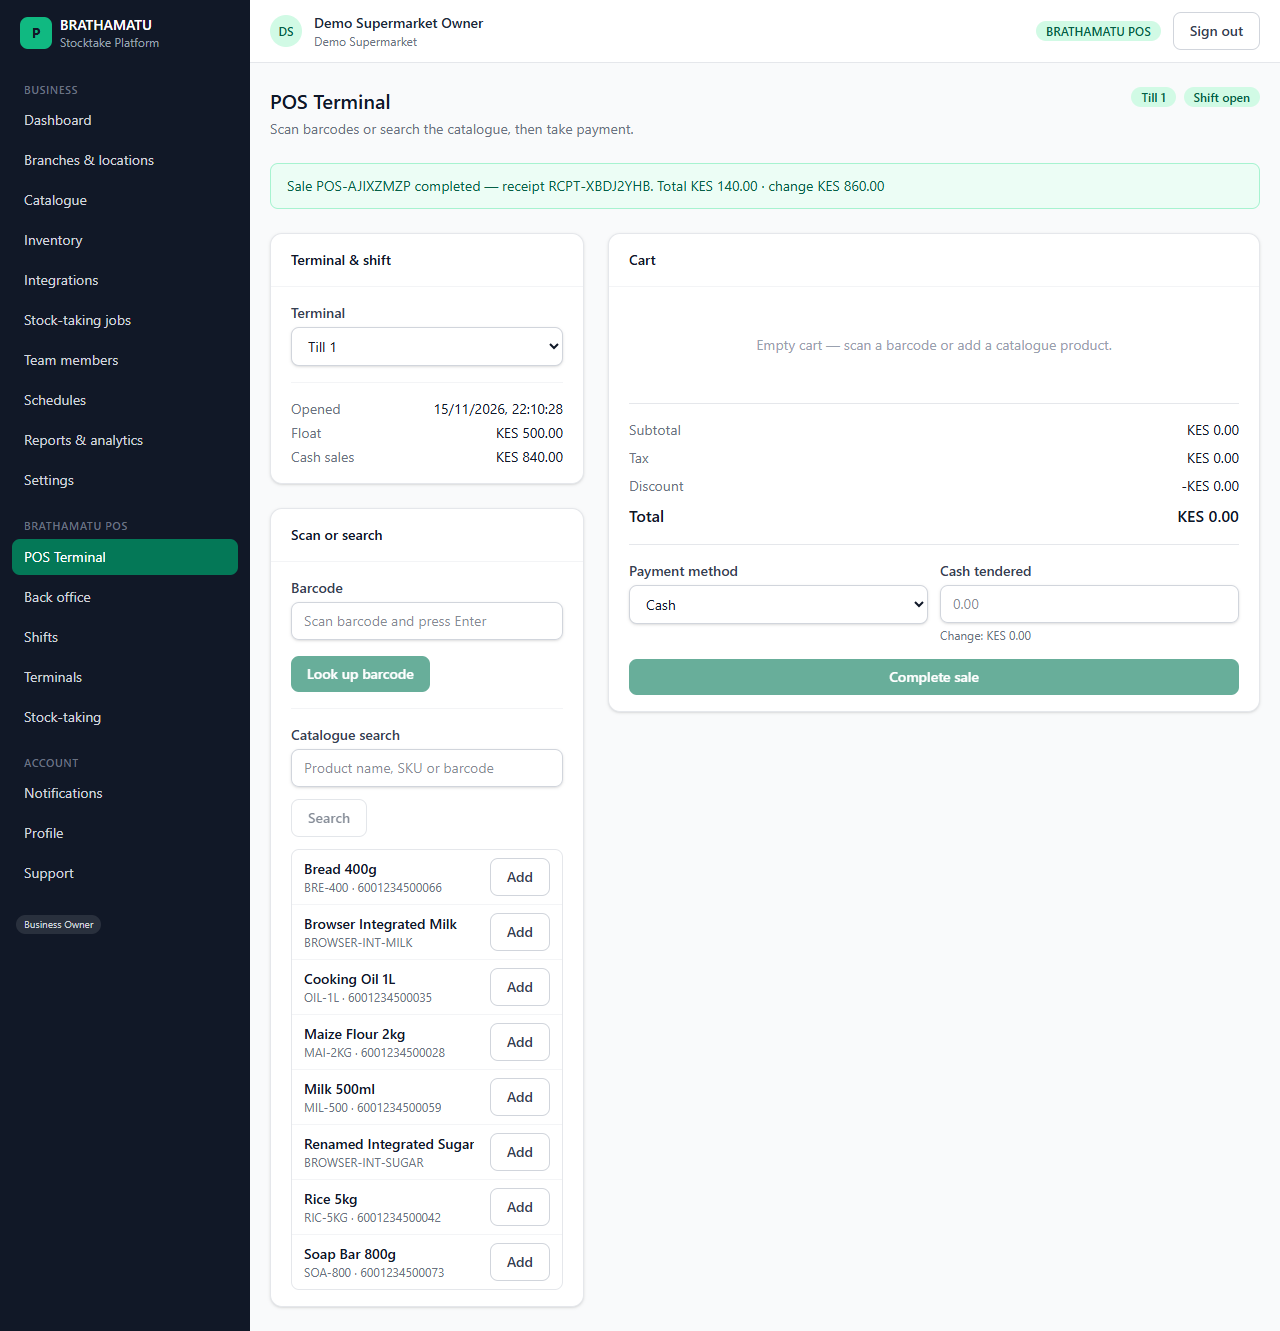 P
BRATHAMATU
Stocktake Platform
BUSINESS
Dashboard
Branches & locations
Catalogue
Inventory
Integrations
Stock-taking jobs
Team members
Schedules
Reports & analytics
Settings
BRATHAMATU POS
POS Terminal
Back office
Shifts
Terminals
Stock-taking
ACCOUNT
Notifications
Profile
Support
Business Owner
DS
Demo Supermarket Owner
Demo Supermarket
BRATHAMATU POS
Sign out
POS Terminal
Till 1
Shift open
Scan barcodes or search the catalogue, then take payment.
Sale POS-AJIXZMZP completed — receipt RCPT-XBDJ2YHB. Total KES 140.00 · change KES 860.00
Terminal & shift
Terminal
Till 1
Opened 15/11/2026, 22:10:28
Float KES 500.00
Cash sales KES 840.00
Scan or search
Barcode
Scan barcode and press Enter
Look up barcode
Catalogue search
Product name, SKU or barcode
Search
Bread 400g
BRE-400 · 6001234500066
Add
Browser Integrated Milk
BROWSER-INT-MILK
Add
Cooking Oil 1L
OIL-1L · 6001234500035
Add
Maize Flour 2kg
MAI-2KG · 6001234500028
Add
Milk 500ml
MIL-500 · 6001234500059
Add
Renamed Integrated Sugar
BROWSER-INT-SUGAR
Add
Rice 5kg
RIC-5KG · 6001234500042
Add
Soap Bar 800g
SOA-800 · 6001234500073
Add
Cart
Empty cart — scan a barcode or add a catalogue product.
Subtotal KES 0.00
Tax KES 0.00
Discount -KES 0.00
Total KES 0.00
Payment method
Cash
Cash tendered
0.00
Change: KES 0.00
Complete sale